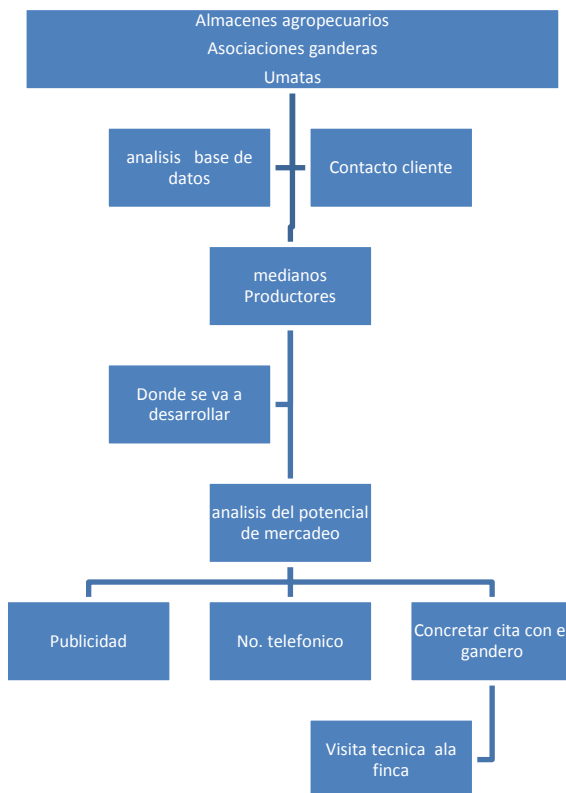 Almacenes agropecuarios
Asociaciones ganderas
Umatas
analisis base de
datos
Contacto cliente
medianos
Productores
Donde se va a
desarrollar
analisis del potencial
de mercadeo
Publicidad
No. telefonico
Concretar cita con e
gandero
Visita tecnica ala
finca